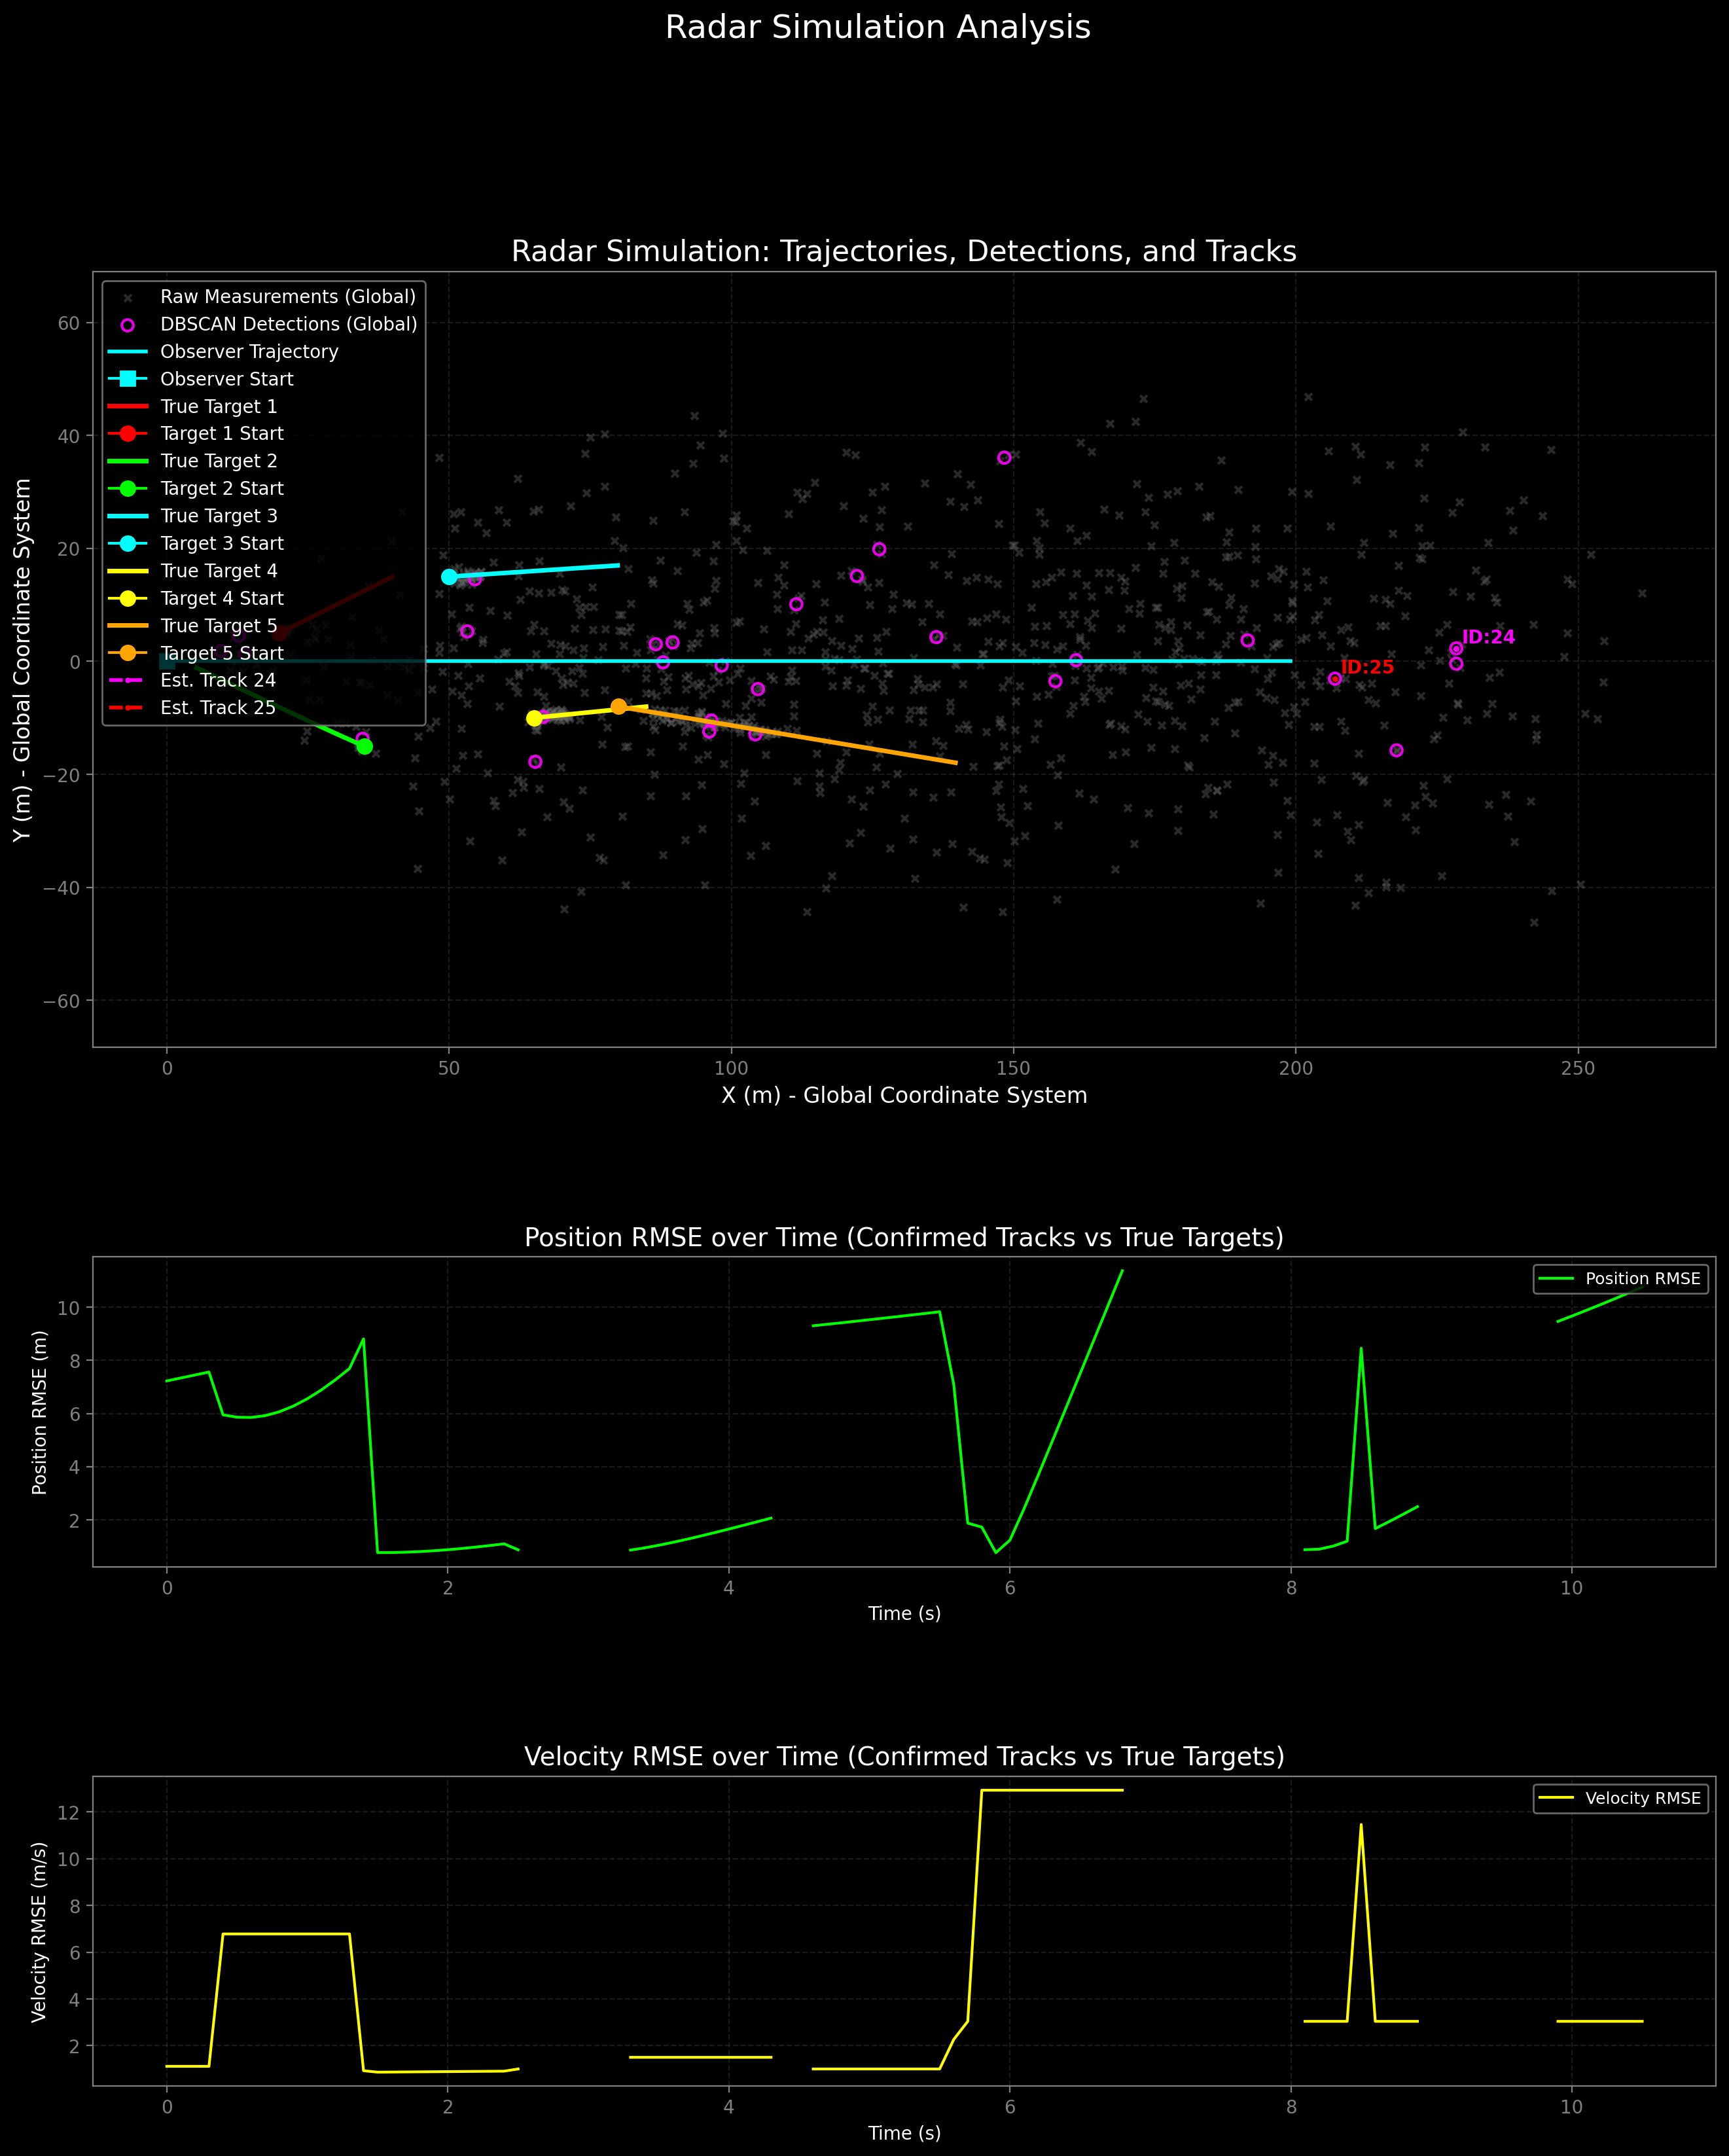 Radar Simulation Analysis
Radar Simulation: Trajectories, Detections, and Tracks
Raw Measurements (Global)
DBSCAN Detections (Global)
Observer Trajectory
Observer Start
True Target 1
Target 1 Start
True Target 2
Target 2 Start
True Target 3
Target 3 Start
True Target 4
Target 4 Start
True Target 5
Target 5 Start
Est. Track 24
Est. Track 25
ID:24
ID:25
Y (m) - Global Coordinate System
60
40
20
0
−20
−40
−60
0 50 100 150 200 250
X (m) - Global Coordinate System
Position RMSE over Time (Confirmed Tracks vs True Targets)
Position RMSE
Position RMSE (m)
10
8
6
4
2
0 2 4 6 8 10
Time (s)
Velocity RMSE over Time (Confirmed Tracks vs True Targets)
Velocity RMSE
Velocity RMSE (m/s)
12
10
8
6
4
2
0 2 4 6 8 10
Time (s)